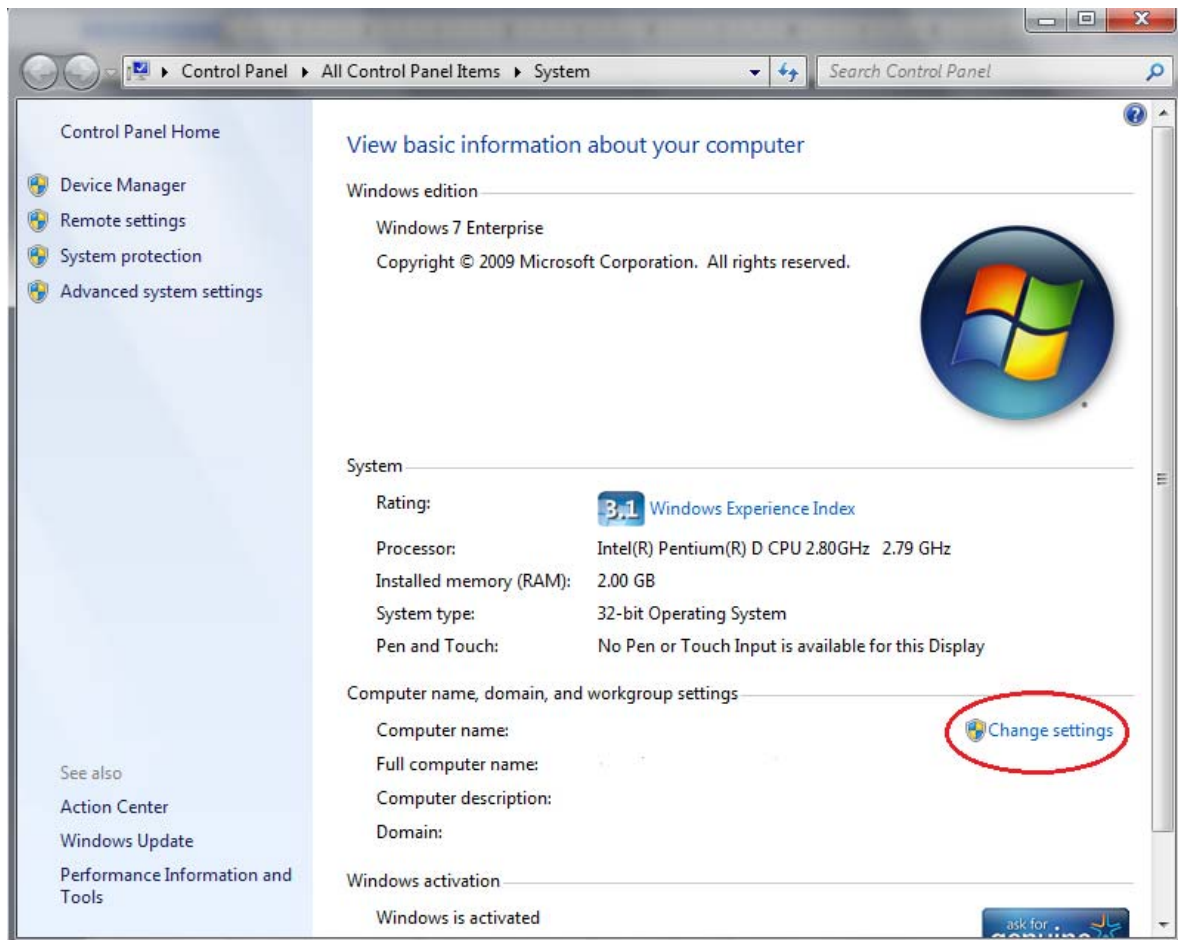 Control Panel ▸ All Control Panel Items ▸ System
Search Control Panel
Control Panel Home
Device Manager
Remote settings
System protection
Advanced system settings
See also
Action Center
Windows Update
Performance Information and
Tools
View basic information about your computer
Windows edition
Windows 7 Enterprise
Copyright © 2009 Microsoft Corporation. All rights reserved.
System
Rating: 3.1 Windows Experience Index
Processor: Intel(R) Pentium(R) D CPU 2.80GHz 2.79 GHz
Installed memory (RAM): 2.00 GB
System type: 32-bit Operating System
Pen and Touch: No Pen or Touch Input is available for this Display
Computer name, domain, and workgroup settings
Computer name: Change settings
Full computer name:
Computer description:
Domain:
Windows activation
Windows is activated
ask for
genuine